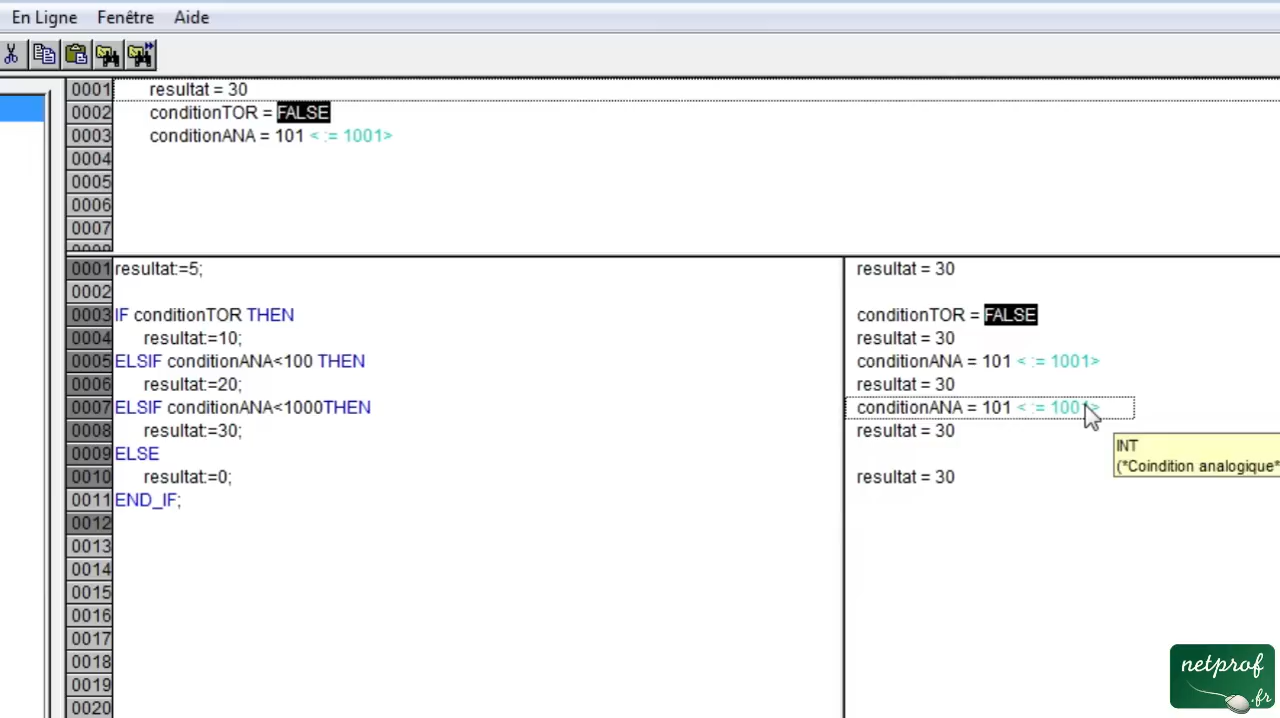 En Ligne Fenêtre Aide
0001 resultat = 30
0002 conditionTOR = FALSE
0003 conditionANA = 101 < := 1001>
0004
0005
0006
0007
0001 resultat:=5; resultat = 30
0002
0003 IF conditionTOR THEN conditionTOR = FALSE
0004 resultat:=10; resultat = 30
0005 ELSIF conditionANA<100 THEN conditionANA = 101 < := 1001>
0006 resultat:=20; resultat = 30
0007 ELSIF conditionANA<1000THEN conditionANA = 101 < := 1001>
0008 resultat:=30; resultat = 30
INT
0009 ELSE
(*Coindition analogique*
0010 resultat:=0; resultat = 30
0011 END_IF;
0012
0013
0014
0015
0016
0017
0018
0019
0020
netprof
.fr